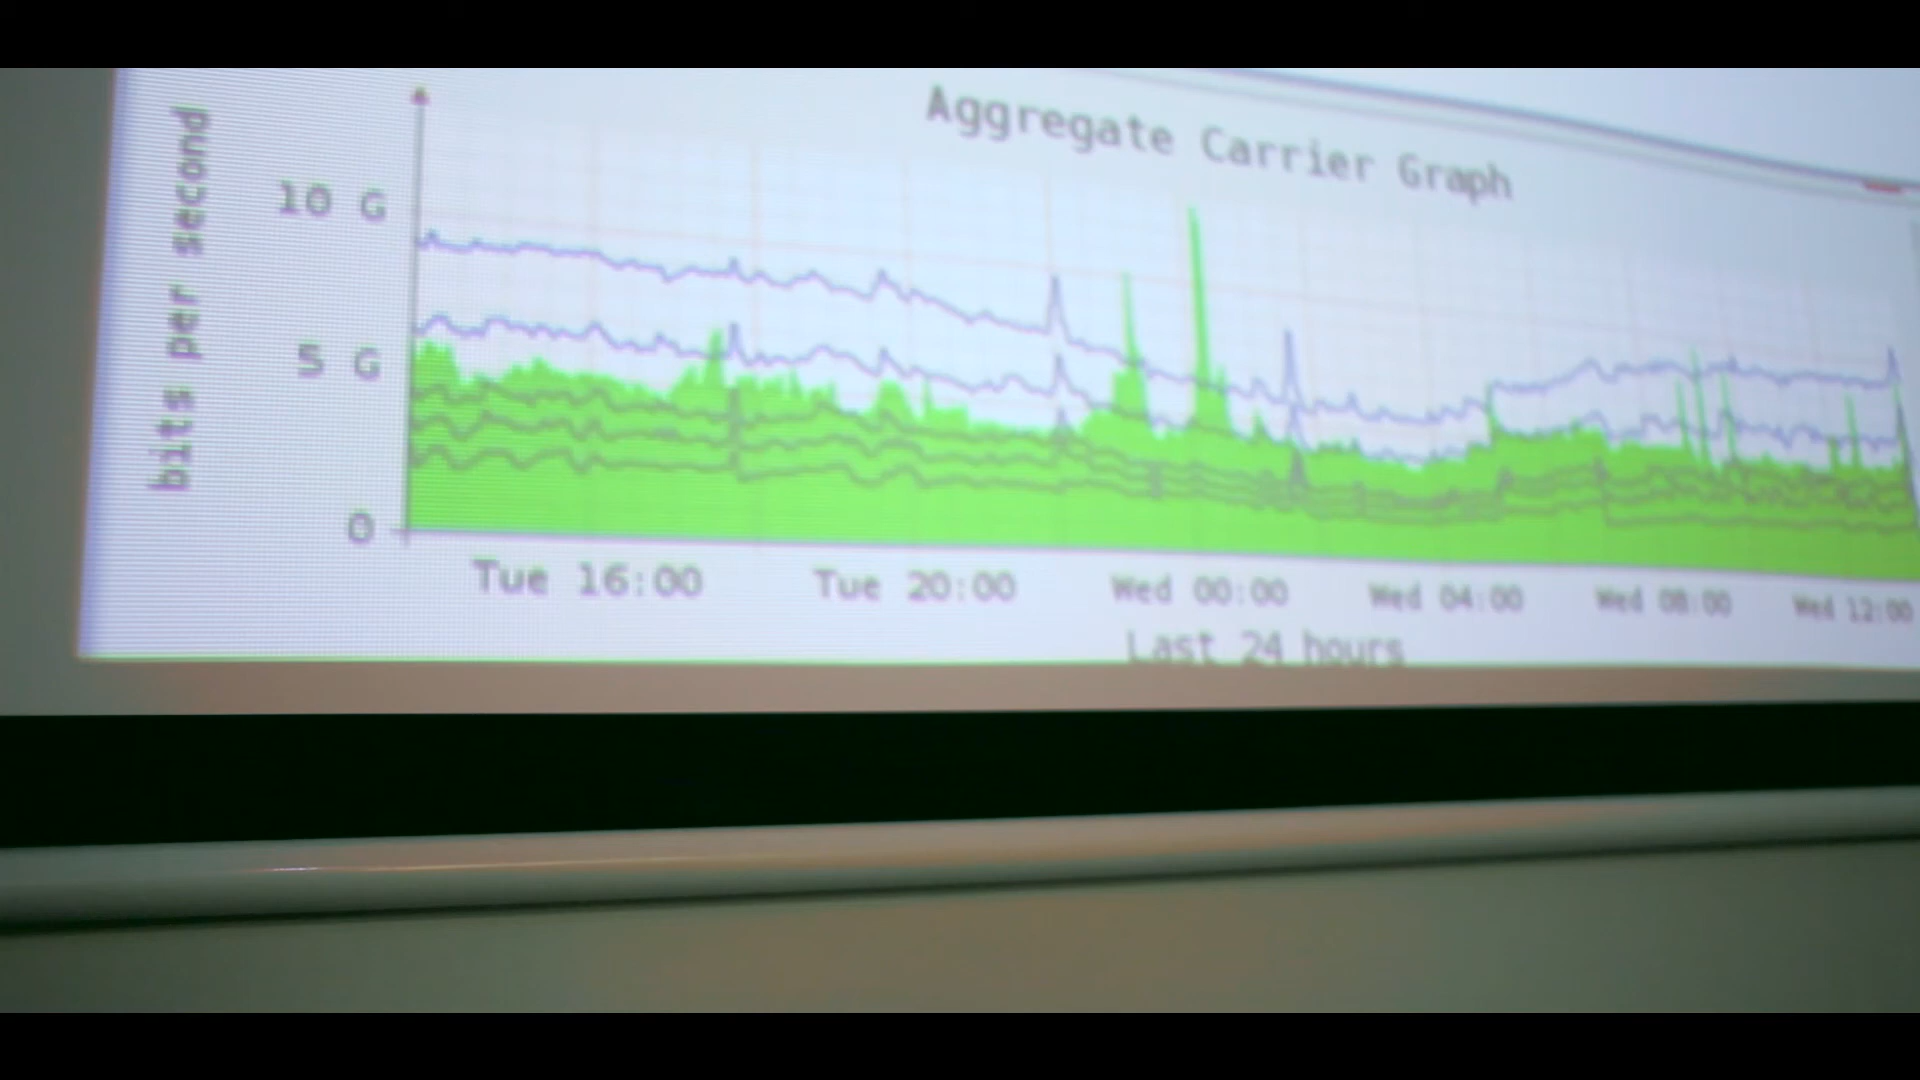 Aggregate Carrier Graph
bits per second
10 G
5 G
0
Tue 16:00 Tue 20:00 Wed 00:00 Wed 04:00 Wed 08:00 Wed 12:00
Last 24 hours